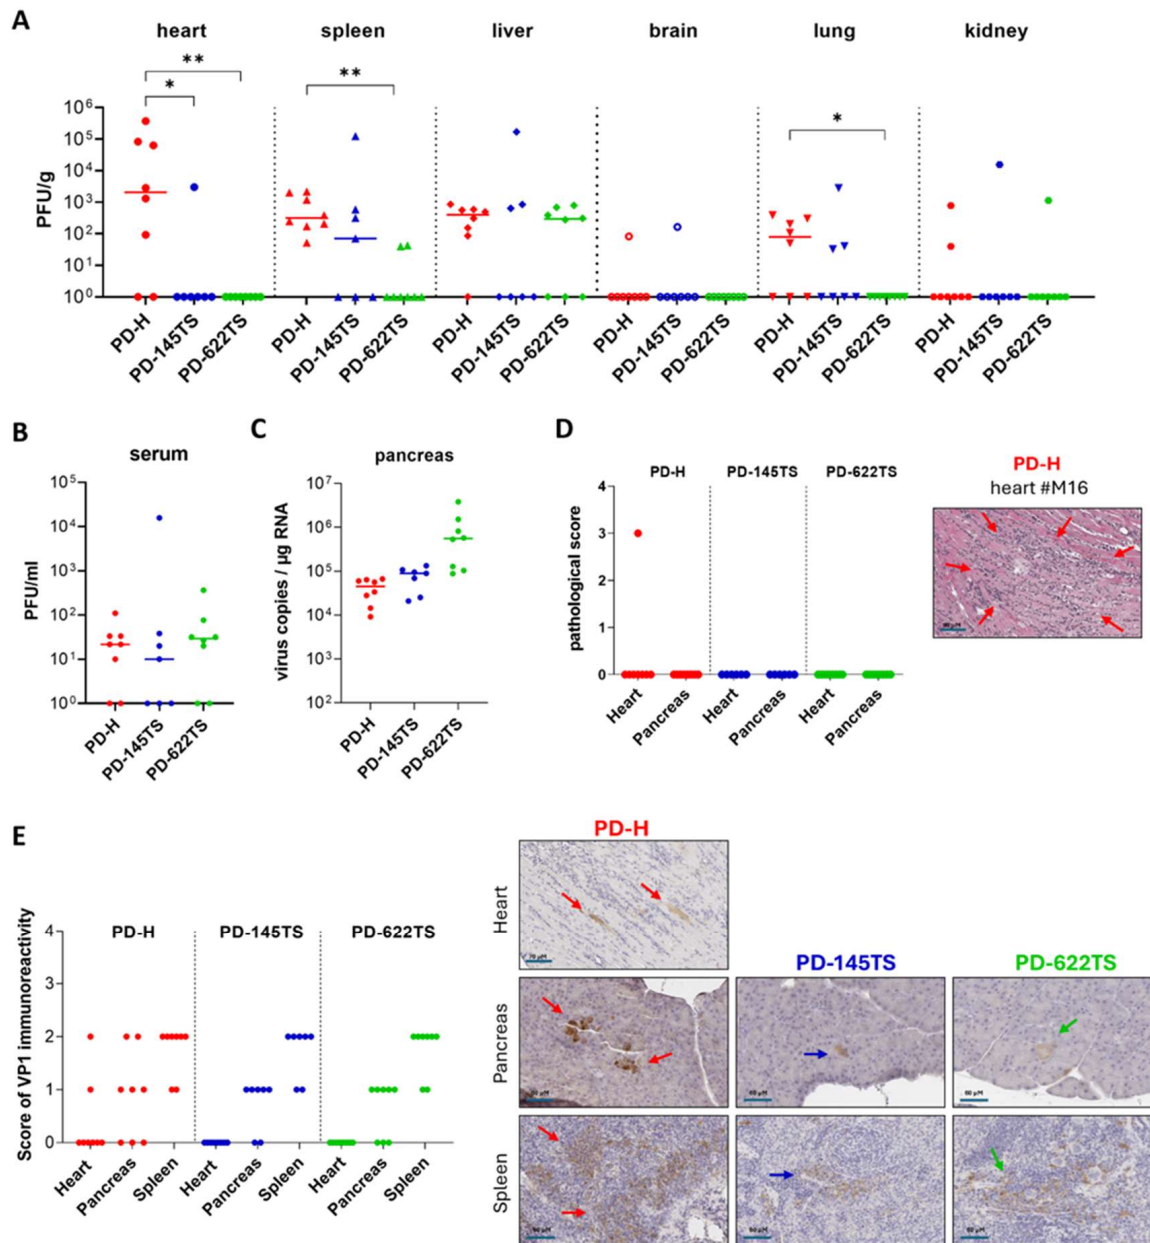 A
heart spleen liver brain lung kidney
** * ** *
PFU/g
10⁶
10⁵
10⁴
10³
10²
10¹
10⁰
PD-H PD-145TS PD-622TS PD-H PD-145TS PD-622TS PD-H PD-145TS PD-622TS PD-H PD-145TS PD-622TS PD-H PD-145TS PD-622TS PD-H PD-145TS PD-622TS
B
serum
PFU/ml
10⁵
10⁴
10²
10¹
10⁰
PD-H PD-145TS PD-622TS
C
pancreas
virus copies / µg RNA
10⁷
10⁶
10⁵
10⁴
10³
10²
PD-H PD-145TS PD-622TS
D
PD-H PD-145TS PD-622TS
pathological score
4
3
2
1
0
Heart Pancreas Heart Pancreas Heart Pancreas
PD-H
heart #M16
E
PD-H PD-145TS PD-622TS
Score of VP1 immunoreactivity
4
3
2
1
0
Heart Pancreas Spleen Heart Pancreas Spleen Heart Pancreas Spleen
PD-H
Heart
PD-145TS PD-622TS
Pancreas
Spleen